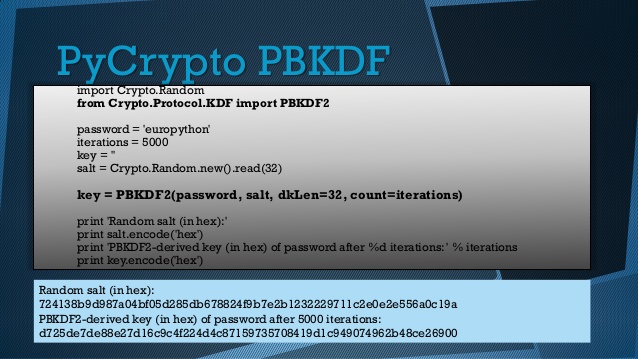 PyCrypto PBKDF
import Crypto.Random
from Crypto.Protocol.KDF import PBKDF2
password = 'europython'
iterations = 5000
key = ''
salt = Crypto.Random.new().read(32)
key = PBKDF2(password, salt, dkLen=32, count=iterations)
print 'Random salt (in hex):'
print salt.encode('hex')
print 'PBKDF2-derived key (in hex) of password after %d iterations: ' % iterations
print key.encode('hex')
Random salt (in hex):
724138b9d987a04bf05d285db678824f9b7e2b1232229711c2e0e2e556a0c19a
PBKDF2-derived key (in hex) of password after 5000 iterations:
d725de7de88e27d16c9c4f224d4c87159735708419d1c949074962b48ce26900